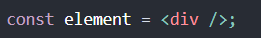 const element = <div />;